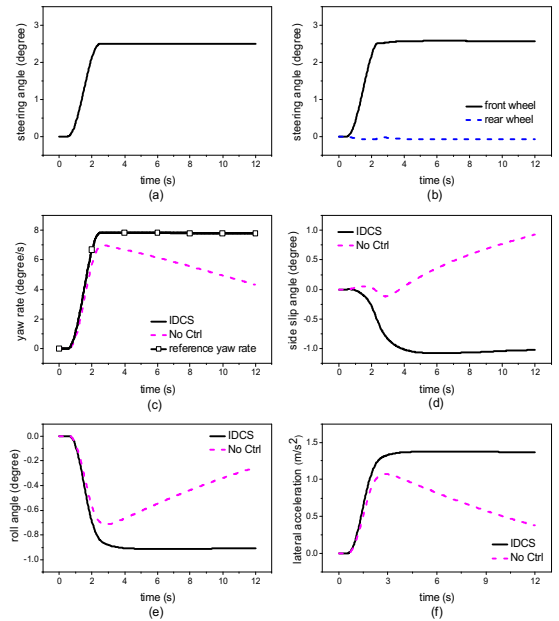 3
2
1
0
steering angle (degree)
0
2
4
6
8
10
12
time (s)
(a)
3
2
1
0
steering angle (degree)
front wheel
rear wheel
0
2
4
6
8
10
12
time (s)
(b)
8
6
4
2
0
yaw rate (degree/s)
IDCS
No Ctrl
reference yaw rate
0
2
4
6
8
10
12
time (s)
(c)
1.0
0.5
0.0
-0.5
-1.0
side slip angle (degree)
IDCS
No Ctrl
0
2
4
6
8
10
12
time (s)
(d)
0.0
-0.2
-0.4
-0.6
-0.8
-1.0
roll angle (degree)
IDCS
No Ctrl
0
2
4
6
8
10
12
time (s)
(e)
1.5
1.0
0.5
0.0
lateral acceleration (m/s²)
IDCS
No Ctrl
0
3
6
9
12
time (s)
(f)